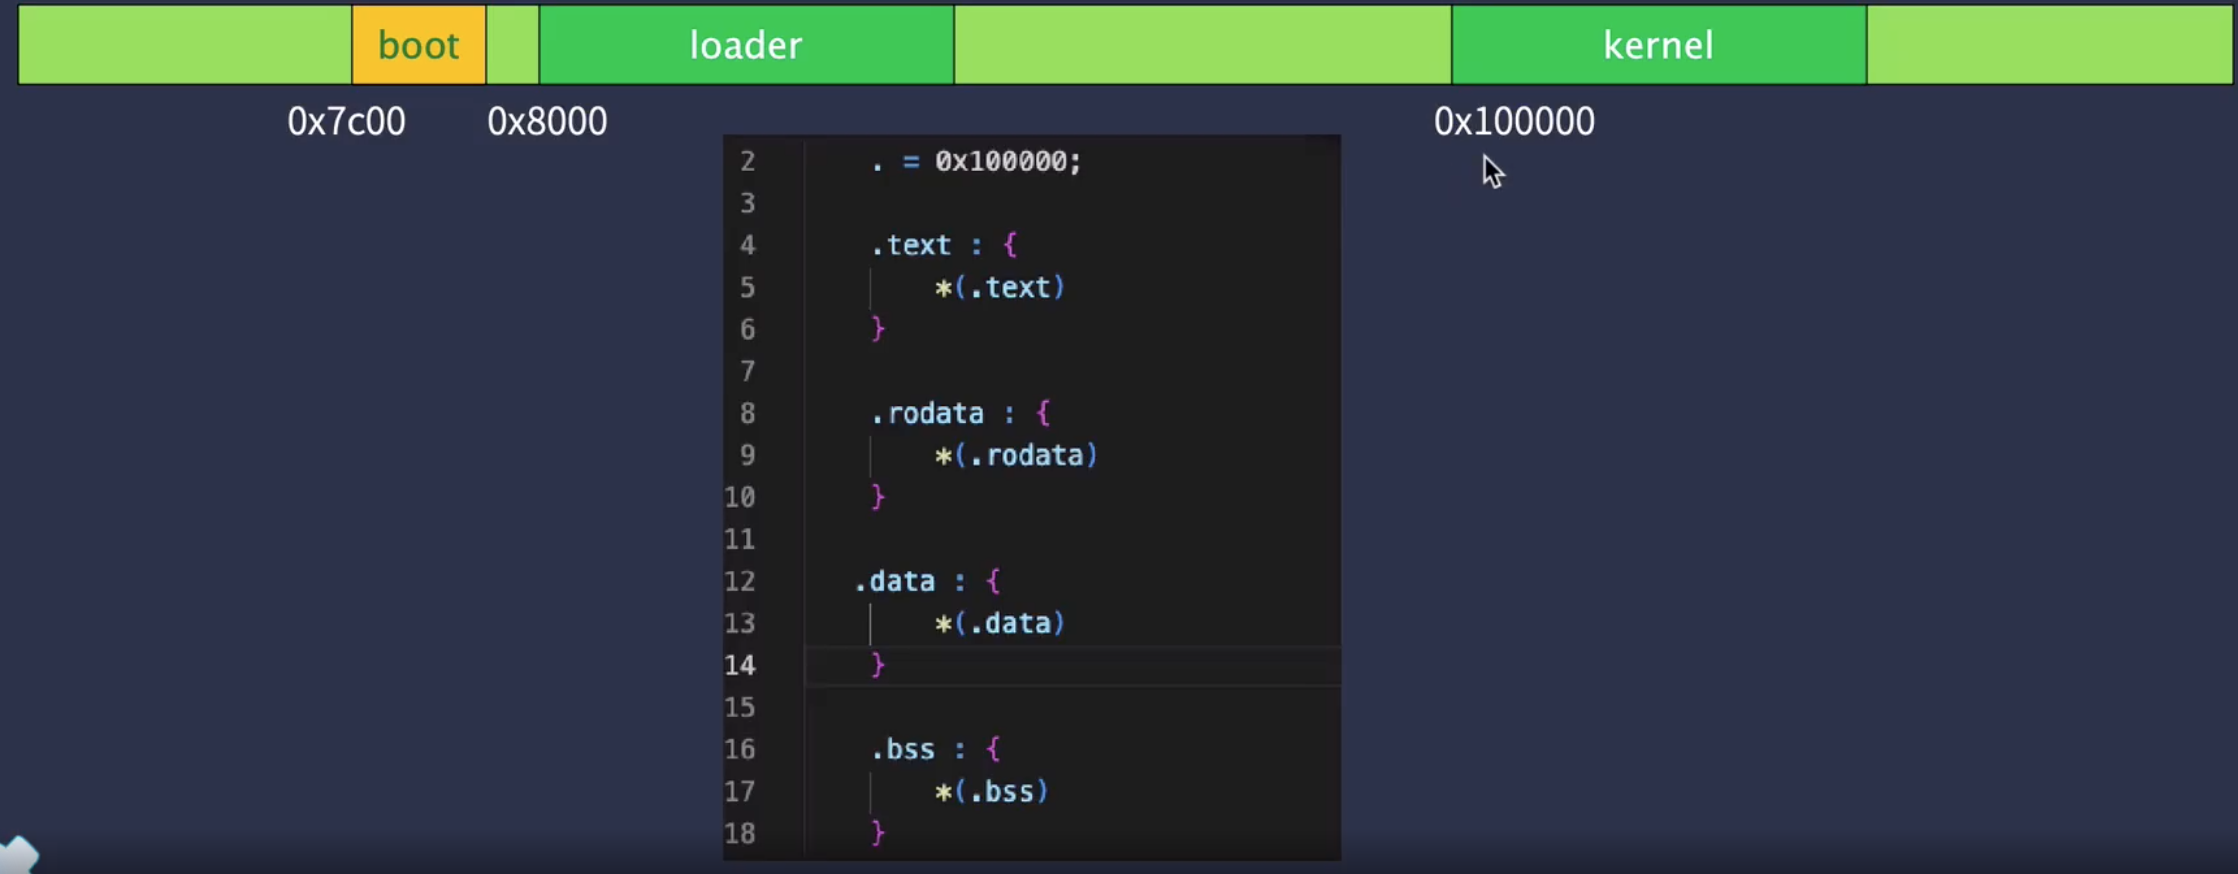 boot loader kernel
0x7c00 0x8000 0x100000
2 . = 0x100000;
3
4 .text : {
5 *(.text)
6 }
7
8 .rodata : {
9 *(.rodata)
10 }
11
12 .data : {
13 *(.data)
14 }
15
16 .bss : {
17 *(.bss)
18 }